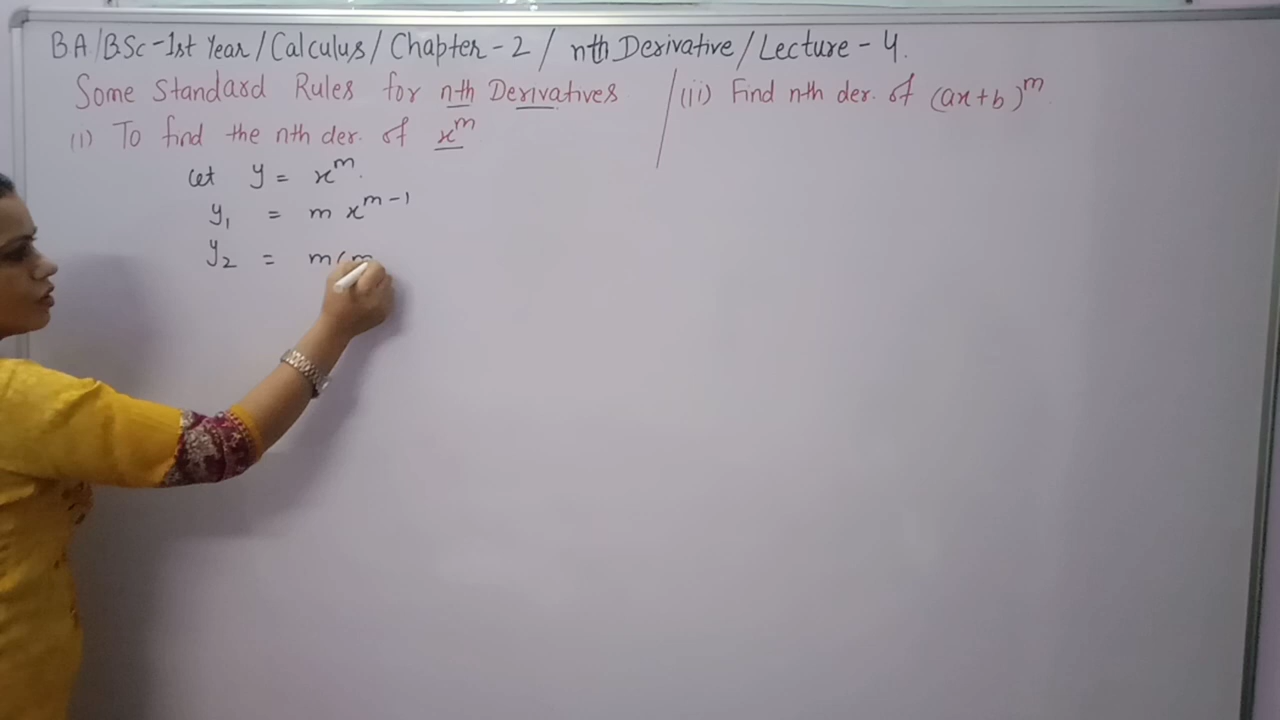 BA/BSc-1st Year/Calculus/Chapter-2/nth Derivative/Lecture-4.
Some Standard Rules for nth Derivatives
(i) To find the nth der. of x^m
Let y = x^m.
y₁ = m x^{m-1}
y₂ = m(m
/(ii) Find nth der. of (ax+b)^m.